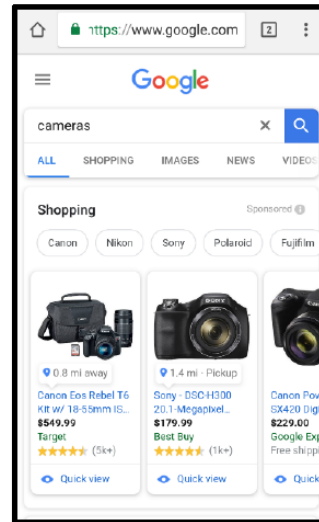 https://www.google.com 2
Google
cameras
ALL SHOPPING IMAGES NEWS VIDEOS
Shopping Sponsored
Canon Nikon Sony Polaroid Fujifilm
SONY
0.8 mi away 1.4 mi · Pickup
Canon Eos Rebel T6 Sony - DSC-H300 Canon Pow
Kit w/ 18-55mm IS... 20.1-Megapixel... SX420 Digi
$549.99 $179.99 $229.00
Target Best Buy Google Exp
(5k+) (1k+) Free shippi
Quick view Quick view Quick